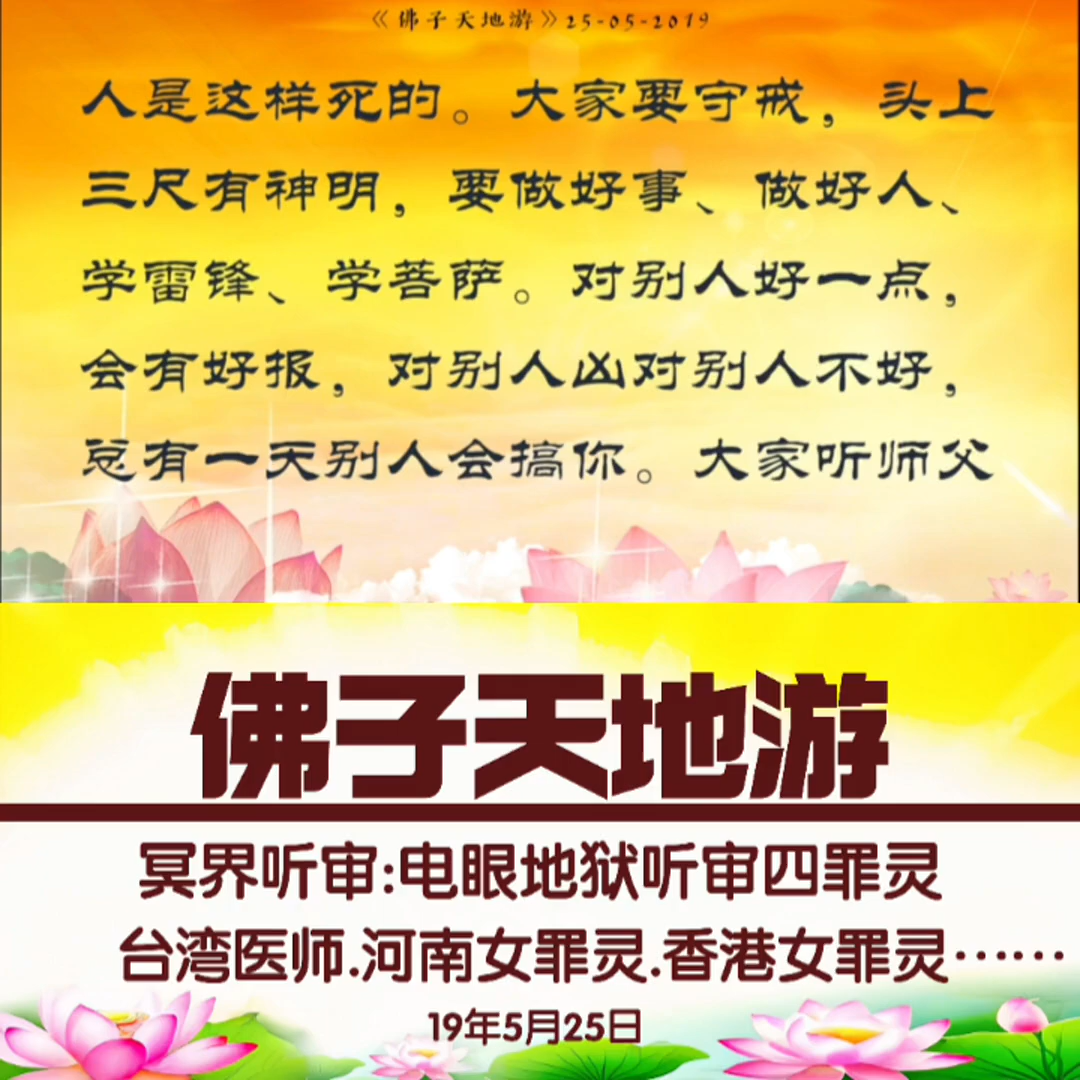 《佛子天地游》25-05-2019
人是这样死的。大家要守戒，头上
三尺有神明，要做好事、做好人、
学雷锋、学菩萨。对别人好一点，
会有好报，对别人凶对别人不好，
总有一天别人会搞你。大家听师父
佛子天地游
冥界听审:电眼地狱听审四罪灵
台湾医师.河南女罪灵.香港女罪灵……
19年5月25日